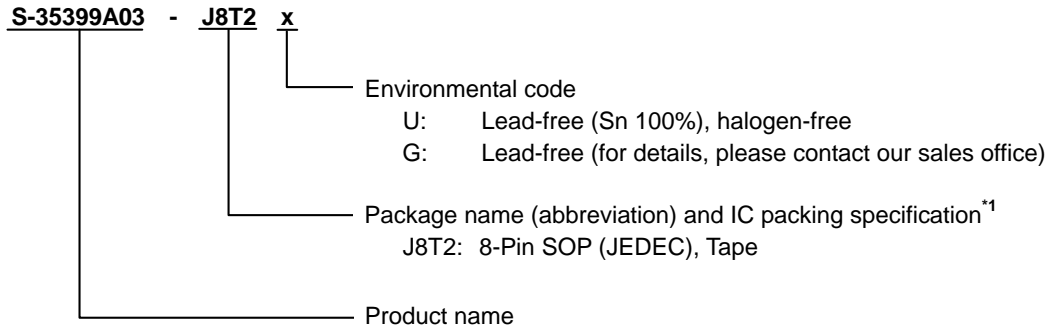 S-35399A03 - J8T2 x
Environmental code
U: Lead-free (Sn 100%), halogen-free
G: Lead-free (for details, please contact our sales office)
Package name (abbreviation) and IC packing specification*1
J8T2: 8-Pin SOP (JEDEC), Tape
Product name